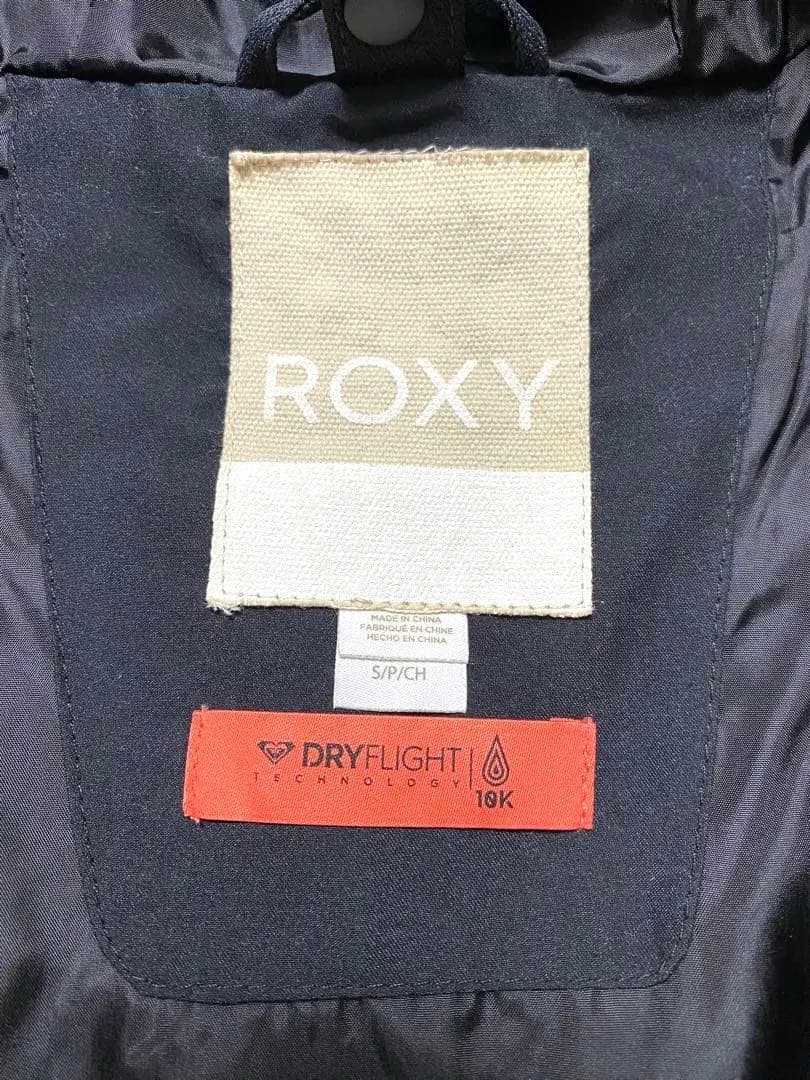 ROXY
MADE IN CHINA
FABRIQUÉ EN CHINE
HECHO EN CHINA
S/P/CH
DRYFLIGHT
TECHNOLOGY
10K